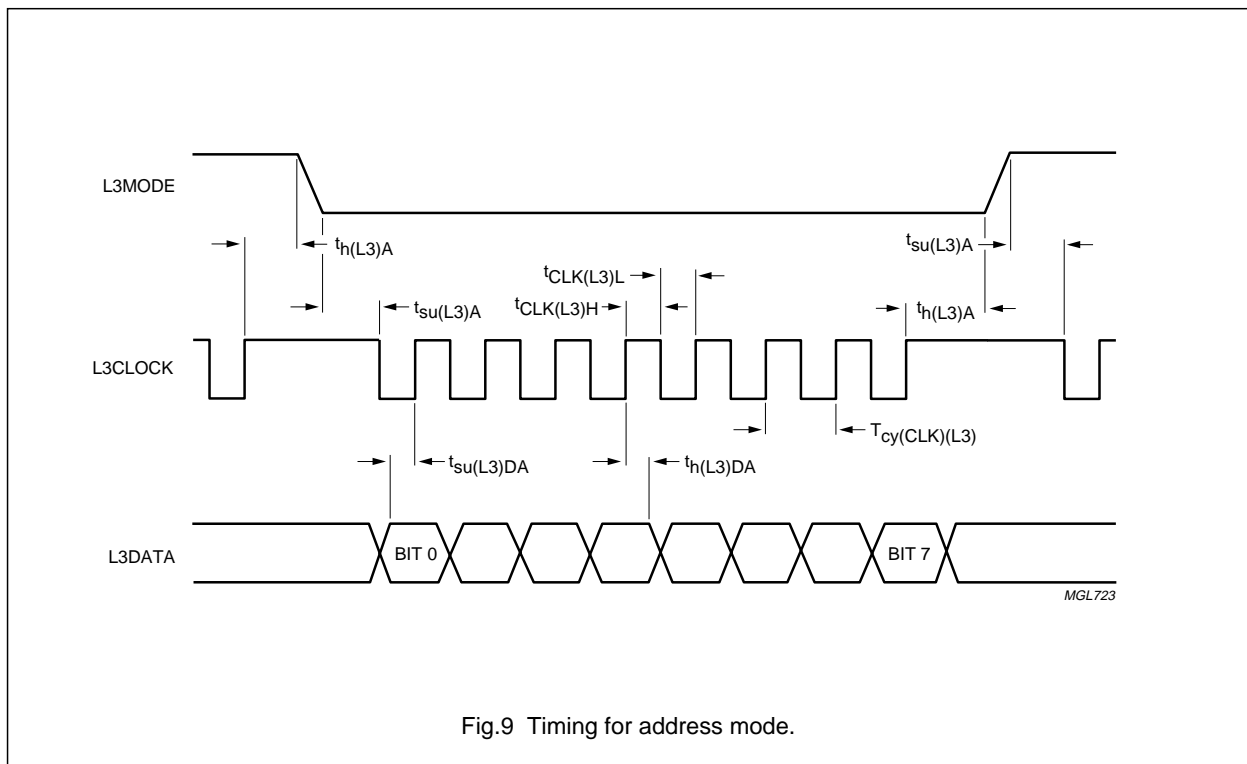 L3MODE
th(L3)A
tsu(L3)A
tCLK(L3)L
tCLK(L3)H
tsu(L3)A
th(L3)A
L3CLOCK
Tcy(CLK)(L3)
tsu(L3)DA
th(L3)DA
L3DATA
BIT 0
BIT 7
MGL723
Fig.9 Timing for address mode.